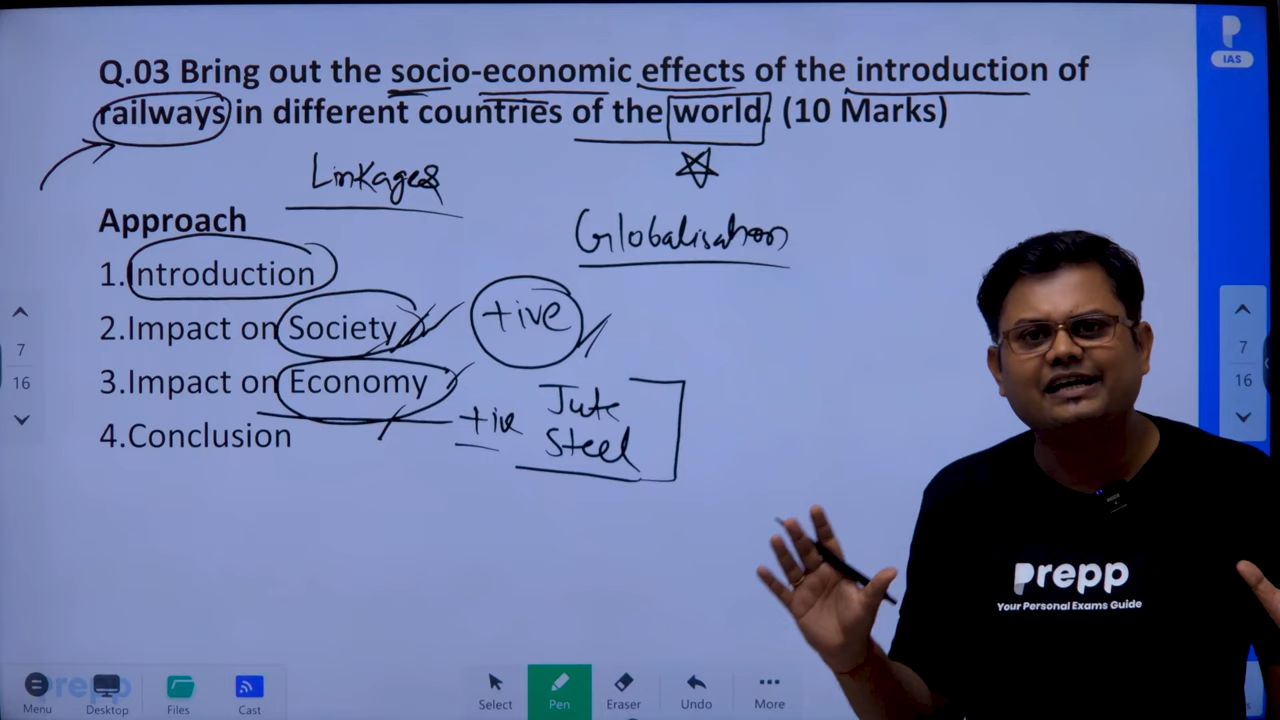 Q.03 Bring out the socio-economic effects of the introduction of
railways in different countries of the world. (10 Marks)
Linkages
Approach
Globalisation
1.Introduction
2.Impact on Society
+ive
3.Impact on Economy
+ive
Jute
Steel
4.Conclusion
7
16
7
16
IAS
Prepp
Your Personal Exams Guide
Prepp
Menu
Desktop
Files
Cast
Select
Pen
Eraser
Undo
More